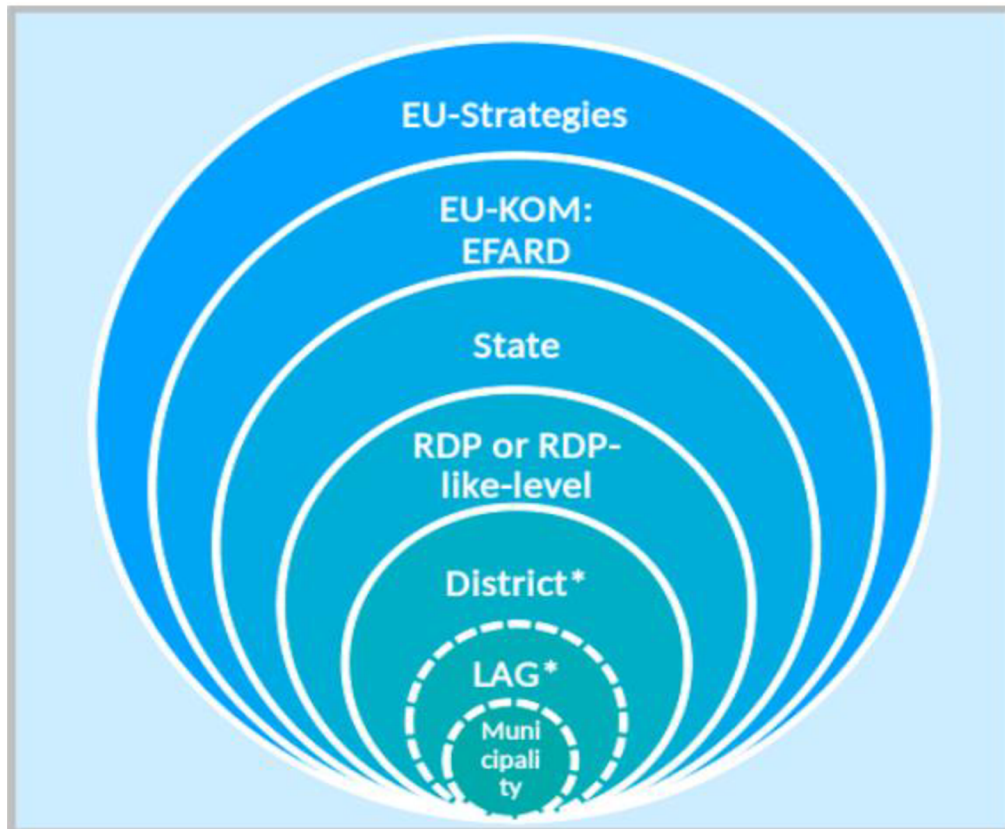 EU-Strategies
EU-KOM:
EFARD
State
RDP or RDP-
like-level
District*
LAG*
Muni
cipali
ty